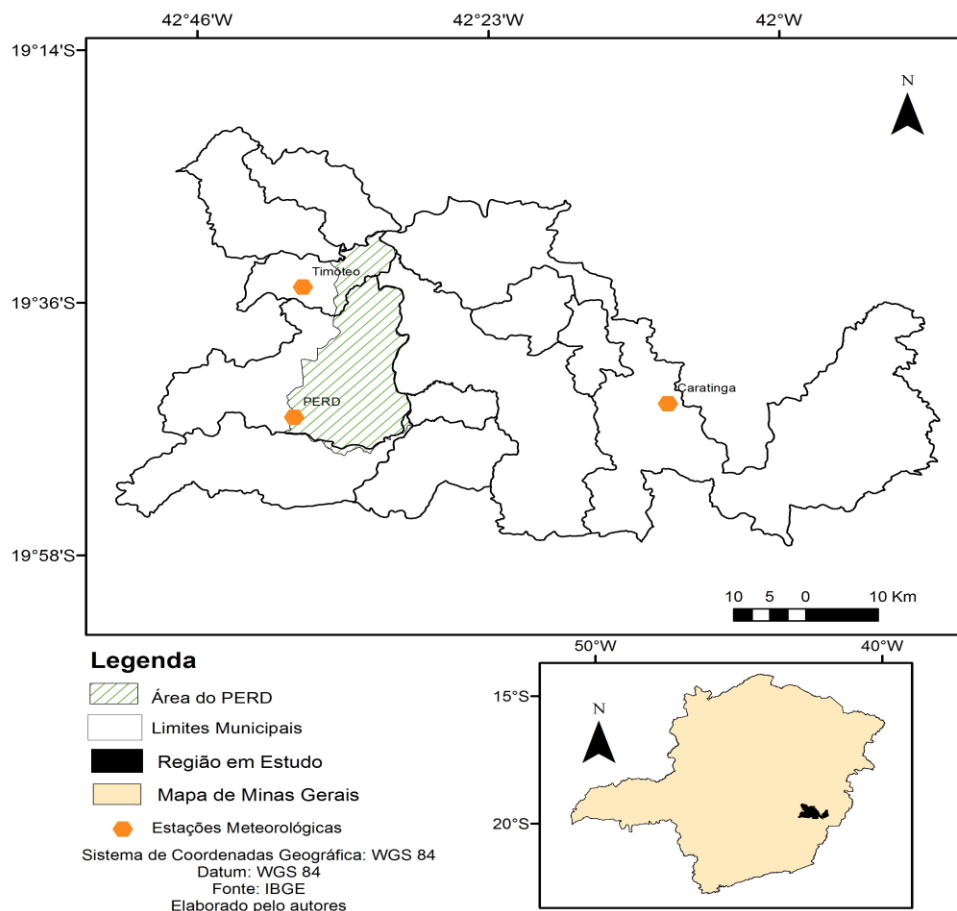 42°46'W
42°23'W
42°W
19°14'S
N
Timóteo
19°36'S
Caratinga
PERD
19°58'S
10 5 0 10 Km
Legenda
Área do PERD
Limites Municipais
Região em Estudo
Mapa de Minas Gerais
Estações Meteorológicas
Sistema de Coordenadas Geográfica: WGS 84
Datum: WGS 84
Fonte: IBGE
Elaborado pelo autores
50°W
40°W
15°S
N
20°S